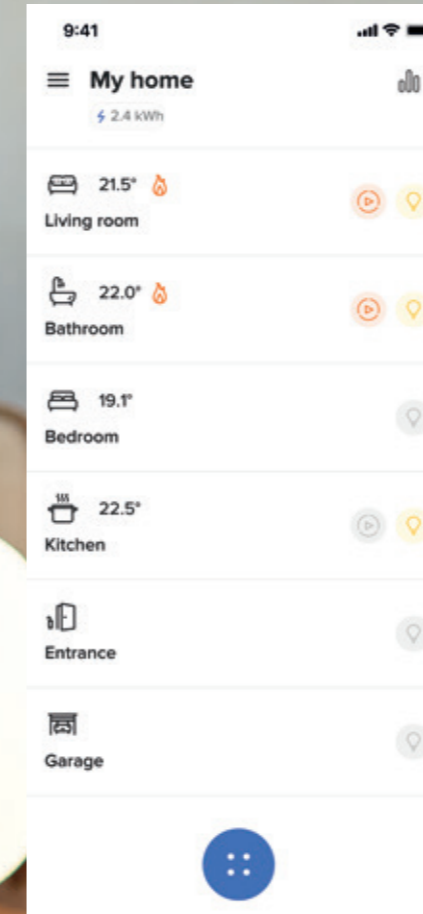 9:41
My home
2.4 kWh
21.5°
Living room
22.0°
Bathroom
19.1°
Bedroom
22.5°
Kitchen
Entrance
Garage